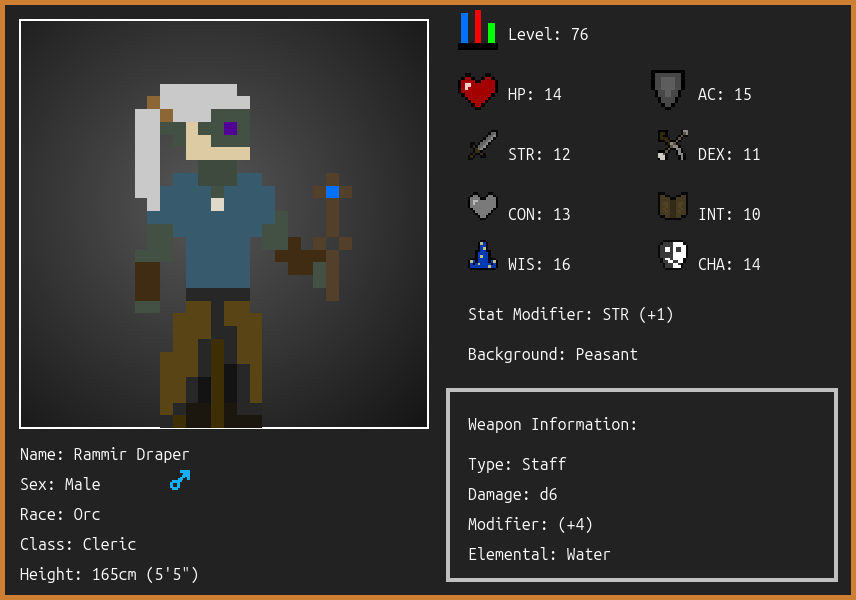 Level: 76
HP: 14
AC: 15
STR: 12
DEX: 11
CON: 13
INT: 10
WIS: 16
CHA: 14
Stat Modifier: STR (+1)
Background: Peasant
Weapon Information:
Type: Staff
Damage: d6
Modifier: (+4)
Elemental: Water
Name: Rammir Draper
Sex: Male
Race: Orc
Class: Cleric
Height: 165cm (5'5")